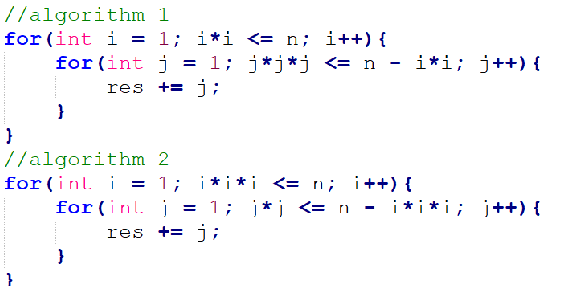 //algorithm 1
for(int i = 1; i*i <= n; i++){
    for(int j = 1; j*j*j <= n - i*i; j++){
        res += j;
    }
}
//algorithm 2
for(int i = 1; i*i*i <= n; i++){
    for(int j = 1; j*j <= n - i*i*i; j++){
        res += j;
    }
}